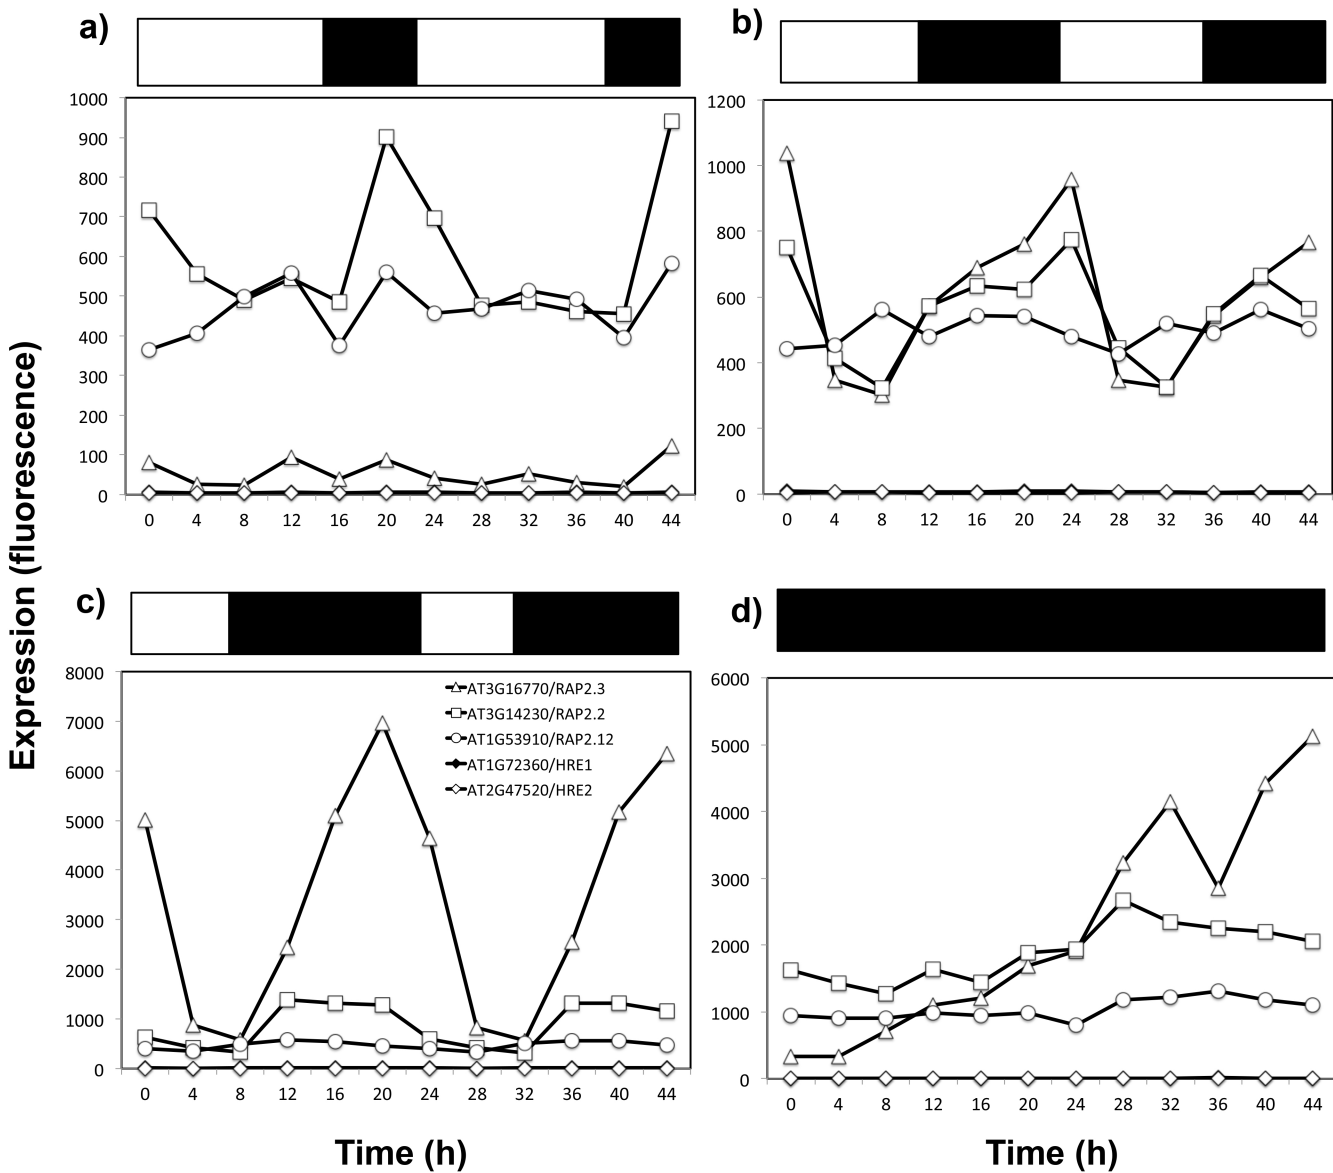 a)
1000
900
800
700
600
500
400
300
200
100
0
0 4 8 12 16 20 24 28 32 36 40 44
b)
1200
1000
800
600
400
200
0
0 4 8 12 16 20 24 28 32 36 40 44
Expression (fluorescence)
c)
8000
7000
6000
5000
4000
3000
2000
1000
0
AT3G16770/RAP2.3
AT3G14230/RAP2.2
AT1G53910/RAP2.12
AT1G72360/HRE1
AT2G47520/HRE2
0 4 8 12 16 20 24 28 32 36 40 44
Time (h)
d)
6000
5000
4000
3000
2000
1000
0
0 4 8 12 16 20 24 28 32 36 40 44
Time (h)